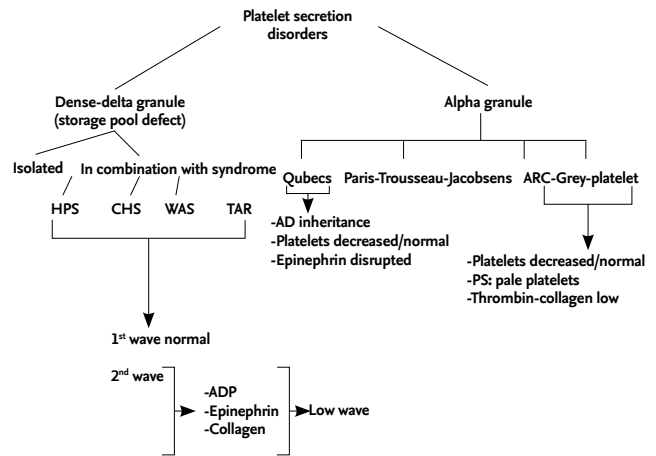 Platelet secretion
disorders
Dense-delta granule
(storage pool defect)
Alpha granule
Isolated
In combination with syndrome
Qubecs
Paris-Trousseau-Jacobsens
ARC-Grey-platelet
HPS
CHS
WAS
TAR
-AD inheritance
-Platelets decreased/normal
-Epinephrin disrupted
-Platelets decreased/normal
-PS: pale platelets
-Thrombin-collagen low
1st wave normal
2nd wave
-ADP
-Epinephrin
-Collagen
Low wave